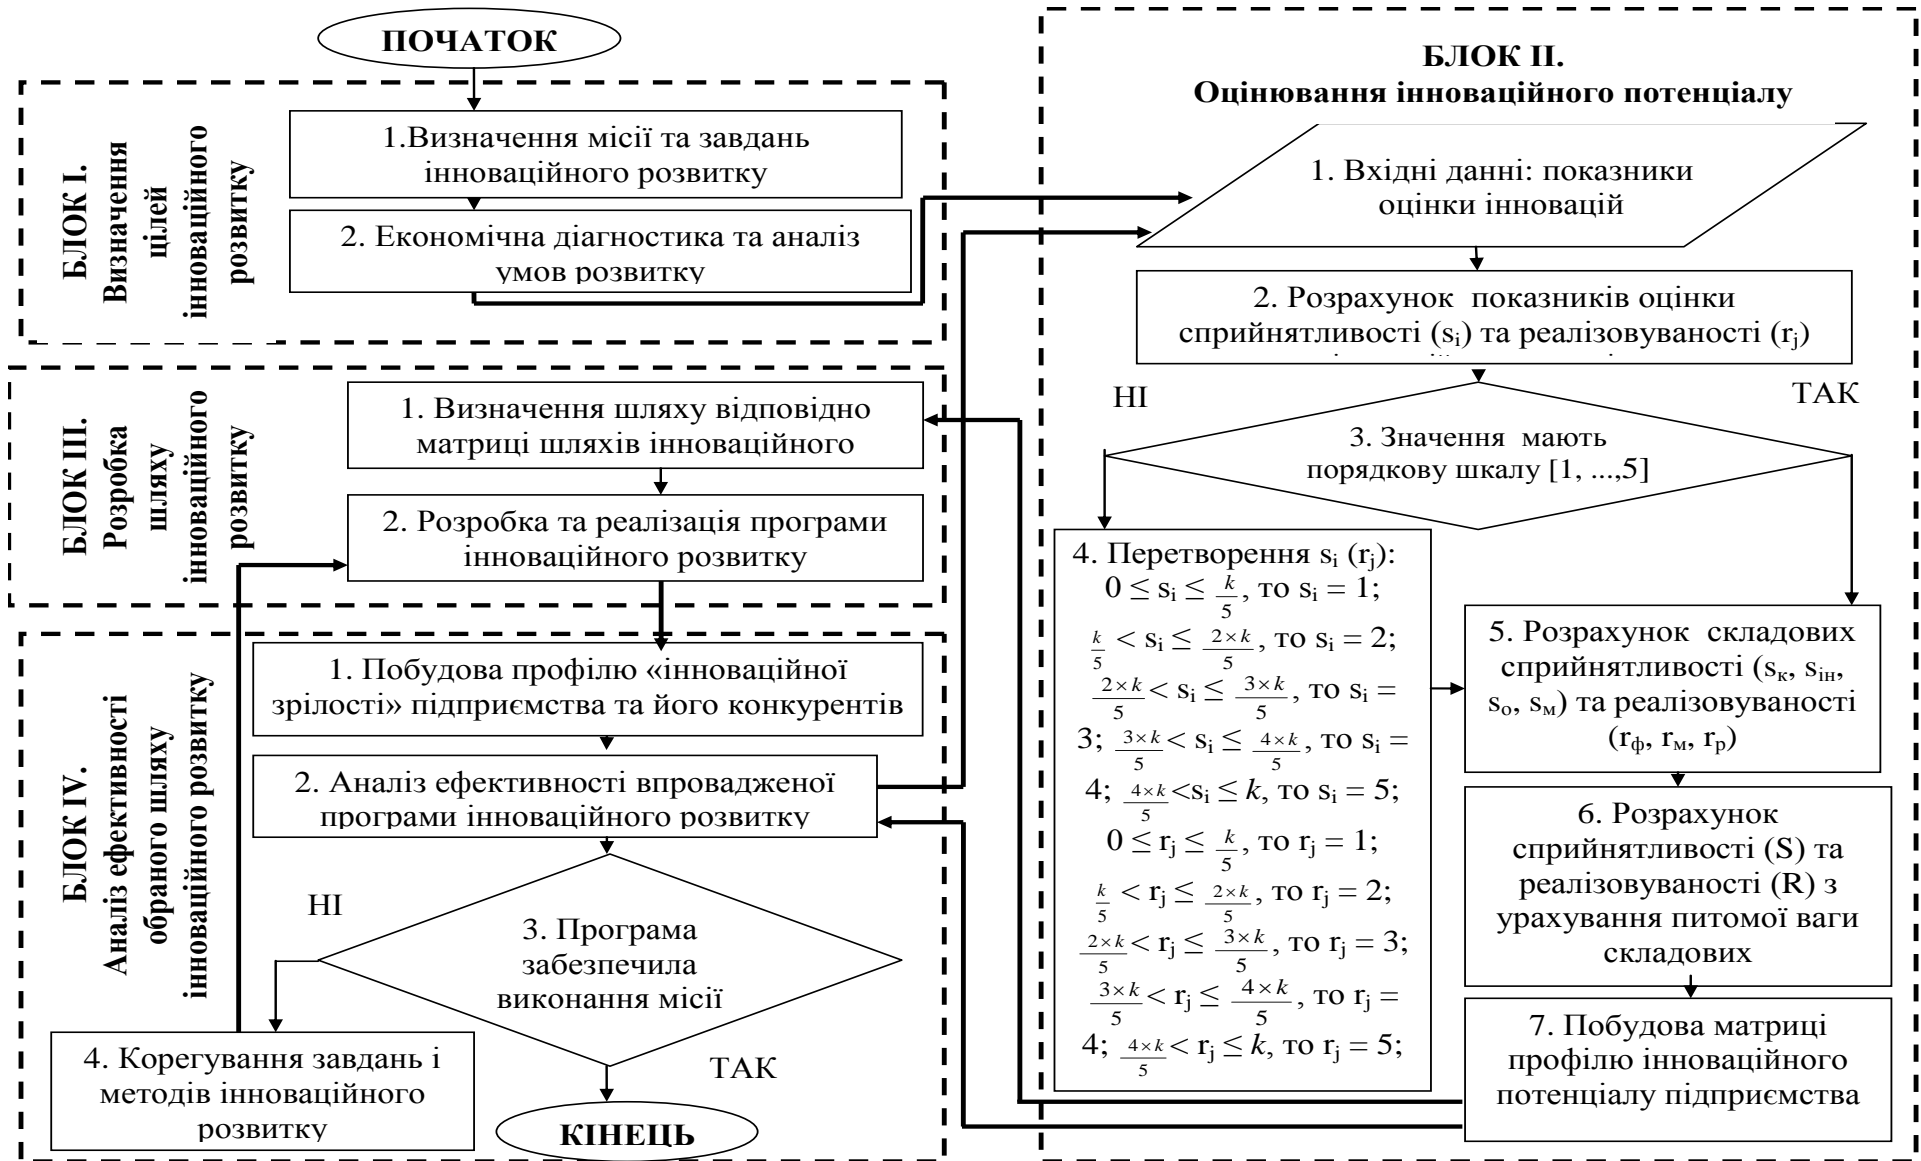 ПОЧАТОК
БЛОК I.
Визначення
цілей
інноваційного
розвитку
1.Визначення місії та завдань
інноваційного розвитку
2. Економічна діагностика та аналіз
умов розвитку
БЛОК II.
Оцінювання інноваційного потенціалу
1. Вхідні данні: показники
оцінки інновацій
2. Розрахунок показників оцінки
сприйнятливості (sᵢ) та реалізовуваності (rⱼ)
НІ
ТАК
3. Значення мають
порядкову шкалу [1, ...,5]
4. Перетворення sᵢ (rⱼ):
0 ≤ sᵢ ≤ k/5, то sᵢ = 1;
k/5 < sᵢ ≤ 2×k/5, то sᵢ = 2;
2×k/5 < sᵢ ≤ 3×k/5, то sᵢ =
3; 3×k/5 < sᵢ ≤ 4×k/5, то sᵢ =
4; 4×k/5 <sᵢ ≤ k, то sᵢ = 5;
0 ≤ rⱼ ≤ k/5, то rⱼ = 1;
k/5 < rⱼ ≤ 2×k/5, то rⱼ = 2;
2×k/5 < rⱼ ≤ 3×k/5, то rⱼ = 3;
3×k/5 < rⱼ ≤ 4×k/5, то rⱼ =
4; 4×k/5 < rⱼ ≤ k, то rⱼ = 5;
5. Розрахунок складових
сприйнятливості (sк, sін,
sо, sм) та реалізовуваності
(rф, rм, rр)
6. Розрахунок
сприйнятливості (S) та
реалізовуваності (R) з
урахування питомої ваги
складових
7. Побудова матриці
профілю інноваційного
потенціалу підприємства
БЛОК III.
Розробка
шляху
інноваційного
розвитку
1. Визначення шляху відповідно
матриці шляхів інноваційного
2. Розробка та реалізація програми
інноваційного розвитку
БЛОК IV.
Аналіз ефективності
обраного шляху
інноваційного розвитку
1. Побудова профілю «інноваційної
зрілості» підприємства та його конкурентів
2. Аналіз ефективності впровадженої
програми інноваційного розвитку
НІ
3. Програма
забезпечила
виконання місії
ТАК
4. Корегування завдань і
методів інноваційного
розвитку
КІНЕЦЬ